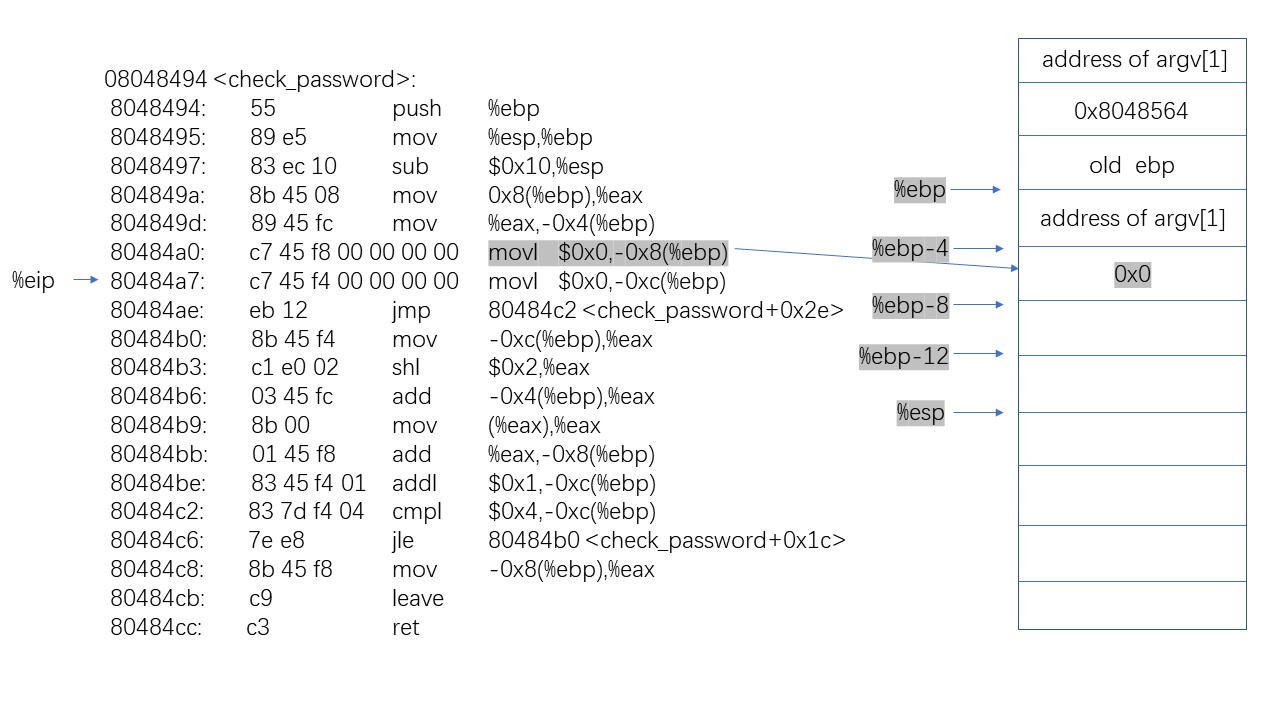 08048494 <check_password>:
8048494: 55 push %ebp
8048495: 89 e5 mov %esp,%ebp
8048497: 83 ec 10 sub $0x10,%esp
804849a: 8b 45 08 mov 0x8(%ebp),%eax
804849d: 89 45 fc mov %eax,-0x4(%ebp)
80484a0: c7 45 f8 00 00 00 00 movl $0x0,-0x8(%ebp)
80484a7: c7 45 f4 00 00 00 00 movl $0x0,-0xc(%ebp)
80484ae: eb 12 jmp 80484c2 <check_password+0x2e>
80484b0: 8b 45 f4 mov -0xc(%ebp),%eax
80484b3: c1 e0 02 shl $0x2,%eax
80484b6: 03 45 fc add -0x4(%ebp),%eax
80484b9: 8b 00 mov (%eax),%eax
80484bb: 01 45 f8 add %eax,-0x8(%ebp)
80484be: 83 45 f4 01 addl $0x1,-0xc(%ebp)
80484c2: 83 7d f4 04 cmpl $0x4,-0xc(%ebp)
80484c6: 7e e8 jle 80484b0 <check_password+0x1c>
80484c8: 8b 45 f8 mov -0x8(%ebp),%eax
80484cb: c9 leave
80484cc: c3 ret
%eip
%ebp
%ebp-4
%ebp-8
%ebp-12
%esp
address of argv[1]
0x8048564
old ebp
address of argv[1]
0x0